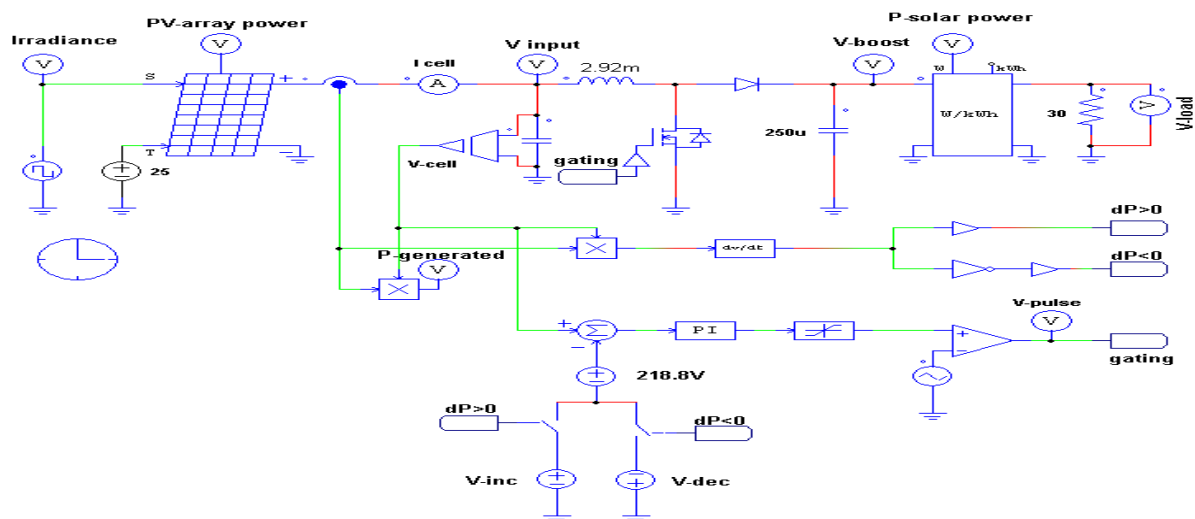 PV-array power
P-solar power
Irradiance
V input
V-boost
V
V
V
V
V
I cell
2.92m
S
+
A
W
kWh
W/kWh
30
V
V-load
250u
T
-
25
V-cell
gating
dP>0
dP<0
P-generated
V
dv/dt
V-pulse
V
+
Σ
-
PI
+
-
gating
218.8V
dP>0
dP<0
V-inc
V-dec